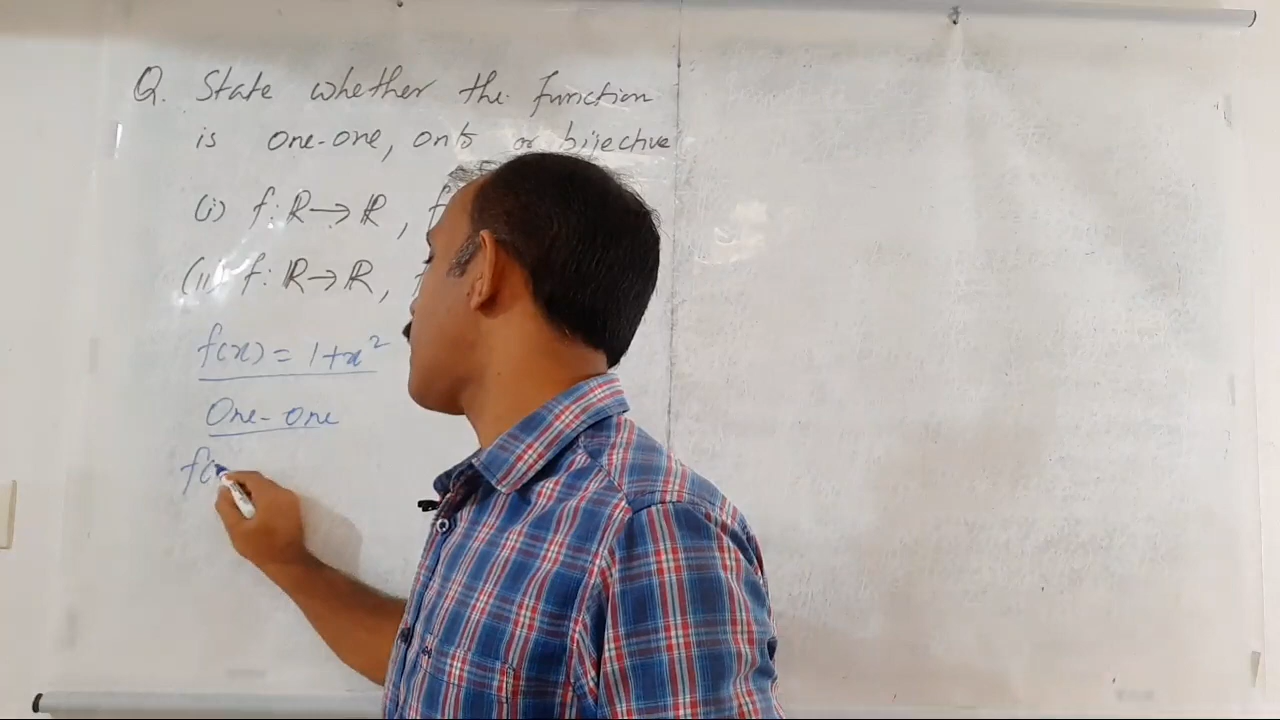 Q. State whether the function
is One-One, onto or bijective
(i) f: ℝ→ℝ, f
(ii) f: ℝ→ℝ,
f(x) = 1+x²
One-One
f(